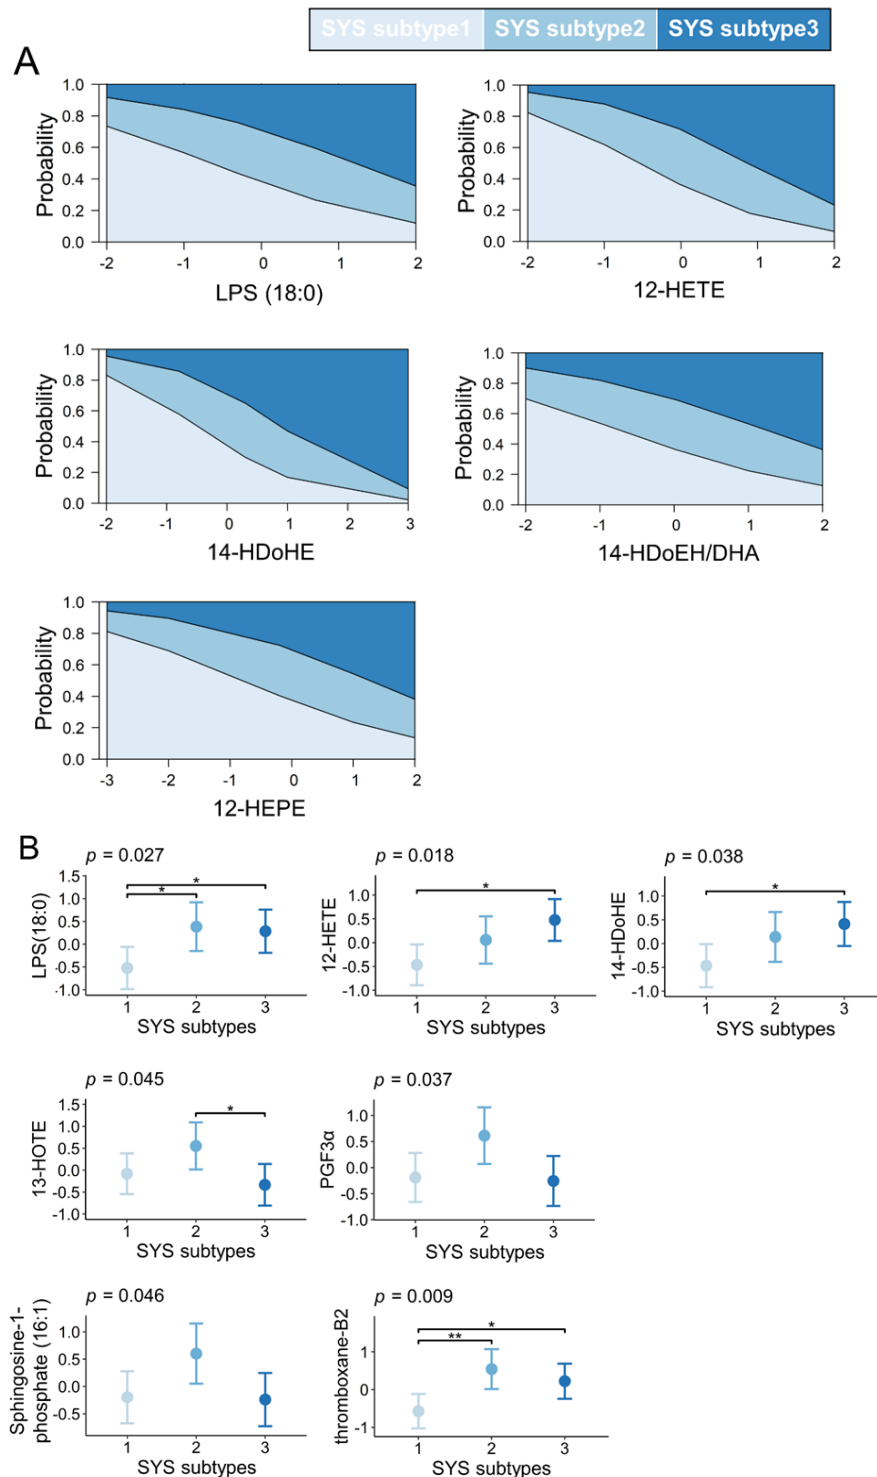 SYS subtype1 SYS subtype2 SYS subtype3
A
1.0 0.8 0.6 0.4 0.2 0.0
Probability
-2 -1 0 1 2
LPS (18:0)
1.0 0.8 0.6 0.4 0.2 0.0
Probability
-2 -1 0 1 2
12-HETE
1.0 0.8 0.6 0.4 0.2 0.0
Probability
-2 -1 0 1 2 3
14-HDoHE
1.0 0.8 0.6 0.4 0.2 0.0
Probability
-2 -1 0 1 2
14-HDoEH/DHA
1.0 0.8 0.6 0.4 0.2 0.0
Probability
-3 -2 -1 0 1 2
12-HEPE
B
p = 0.027
1.5 1.0 0.5 0.0 -0.5 -1.0
LPS(18:0)
*
*
1 2 3
SYS subtypes
p = 0.018
1.0 0.5 0.0 -0.5 -1.0
12-HETE
*
1 2 3
SYS subtypes
p = 0.038
1.0 0.5 0.0 -0.5 -1.0
14-HDoHE
*
1 2 3
SYS subtypes
p = 0.045
1.5 1.0 0.5 0.0 -0.5 -1.0
13-HOTE
*
1 2 3
SYS subtypes
p = 0.037
1.0 0.5 0.0 -0.5 -1.0
PGF3α
1 2 3
SYS subtypes
p = 0.046
1.0 0.5 0.0 -0.5
Sphingosine-1-
phosphate (16:1)
1 2 3
SYS subtypes
p = 0.009
1 0 -1
thromboxane-B2
*
**
1 2 3
SYS subtypes